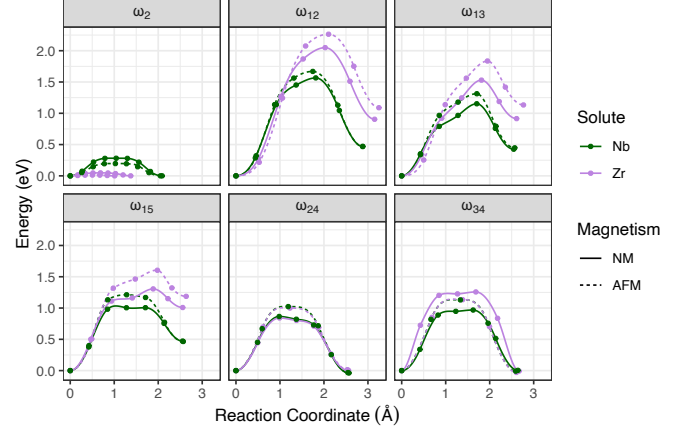 ω2
ω12
ω13
2.0
1.5
1.0
0.5
0.0
ω15
ω24
ω34
2.0
1.5
1.0
0.5
0.0
0 1 2 3
0 1 2 3
0 1 2 3
Energy (eV)
Reaction Coordinate (Å)
Solute
Nb
Zr
Magnetism
NM
AFM